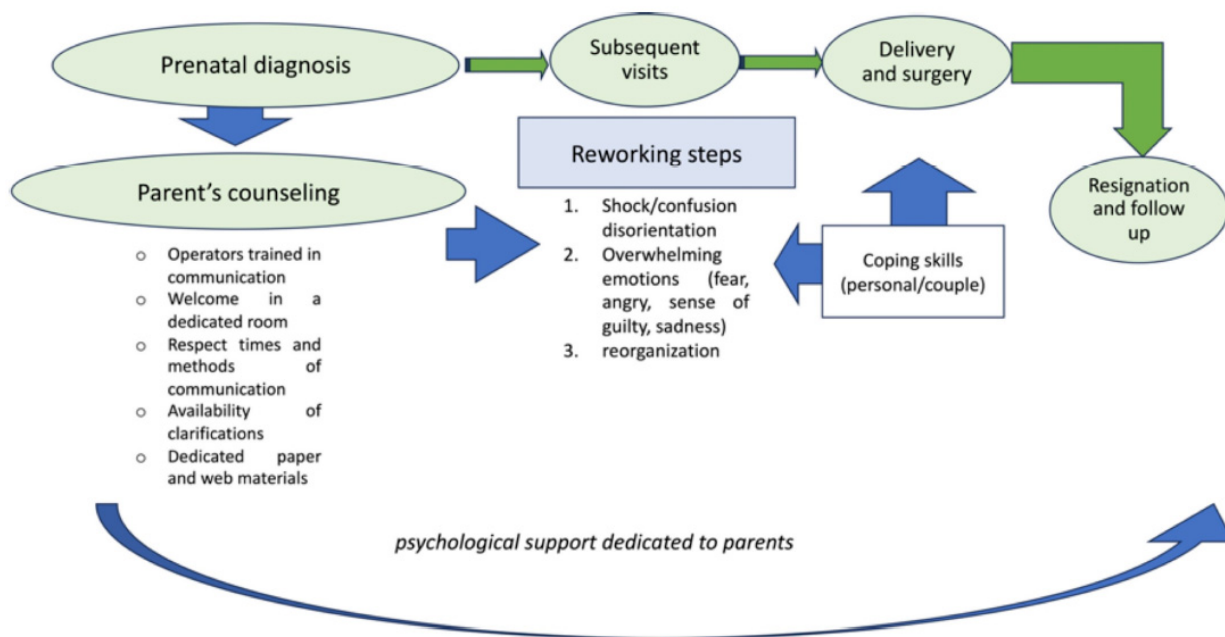 Prenatal diagnosis
Subsequent
visits
Delivery
and surgery
Parent's counseling
Reworking steps
Resignation
and follow
up
o Operators trained in
communication
o Welcome in a
dedicated room
o Respect times and
methods of
communication
o Availability of
clarifications
o Dedicated paper
and web materials
1. Shock/confusion
disorientation
2. Overwhelming
emotions (fear,
angry, sense of
guilty, sadness)
3. reorganization
Coping skills
(personal/couple)
psychological support dedicated to parents